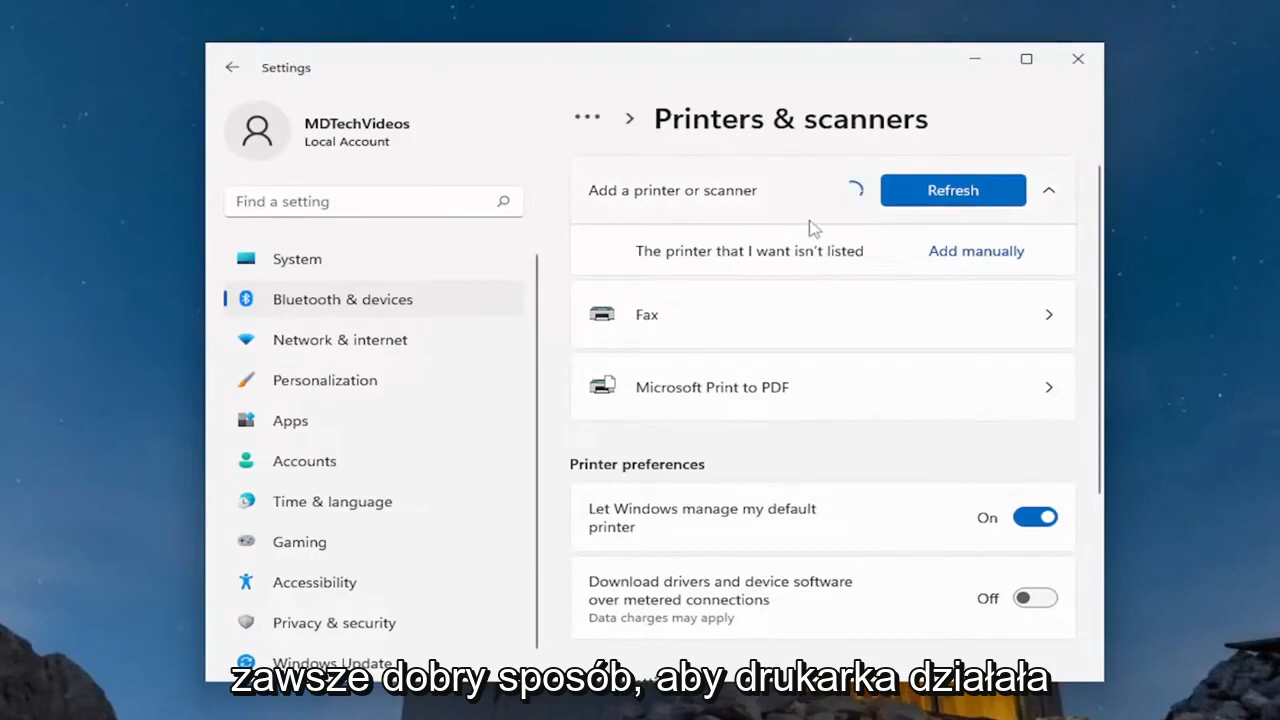 Settings
MDTechVideos
Local Account
Find a setting
System
Bluetooth & devices
Network & internet
Personalization
Apps
Accounts
Time & language
Gaming
Accessibility
Privacy & security
Windows Update
... > Printers & scanners
Add a printer or scanner
Refresh
The printer that I want isn't listed
Add manually
Fax
Microsoft Print to PDF
Printer preferences
Let Windows manage my default
printer
On
Download drivers and device software
over metered connections
Data charges may apply
Off
zawsze dobry sposób, aby drukarka działała